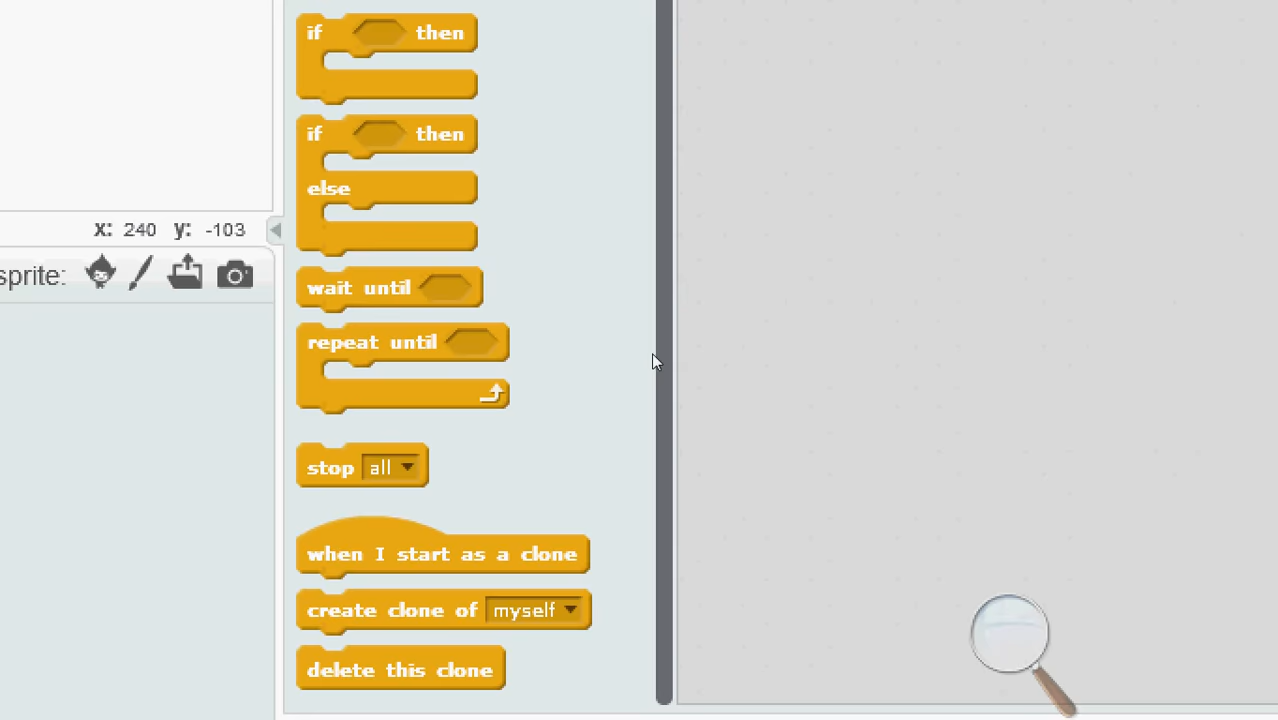 if then
if then
else
x: 240 y: -103
sprite:
wait until
repeat until
stop all
when I start as a clone
create clone of myself
delete this clone